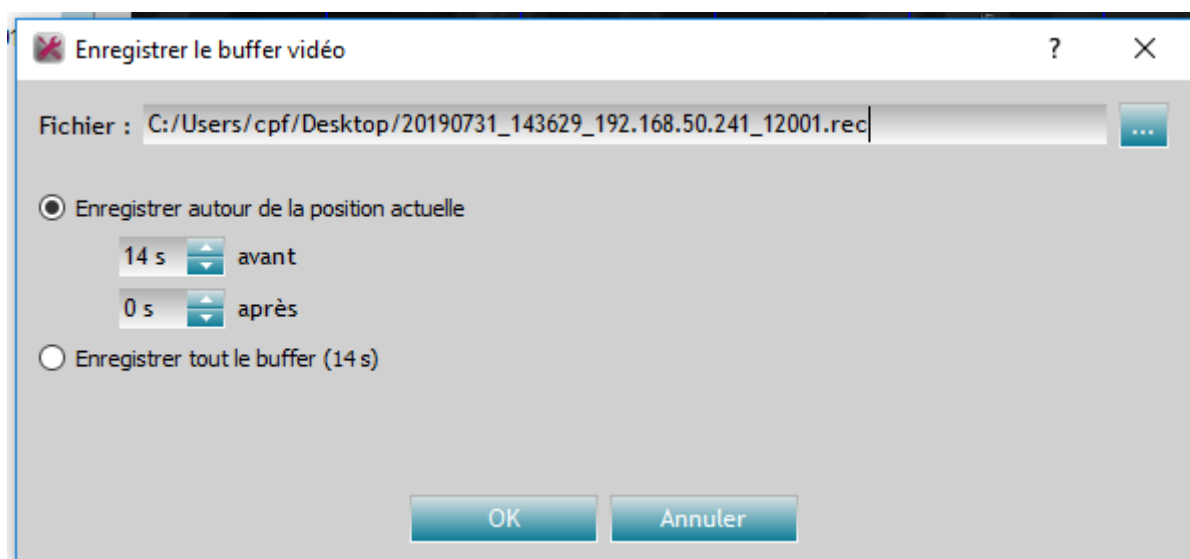 Enregistrer le buffer vidéo ?
Fichier : C:/Users/cpf/Desktop/20190731_143629_192.168.50.241_12001.rec ...
Enregistrer autour de la position actuelle
14 s avant
0 s après
Enregistrer tout le buffer (14 s)
OK Annuler